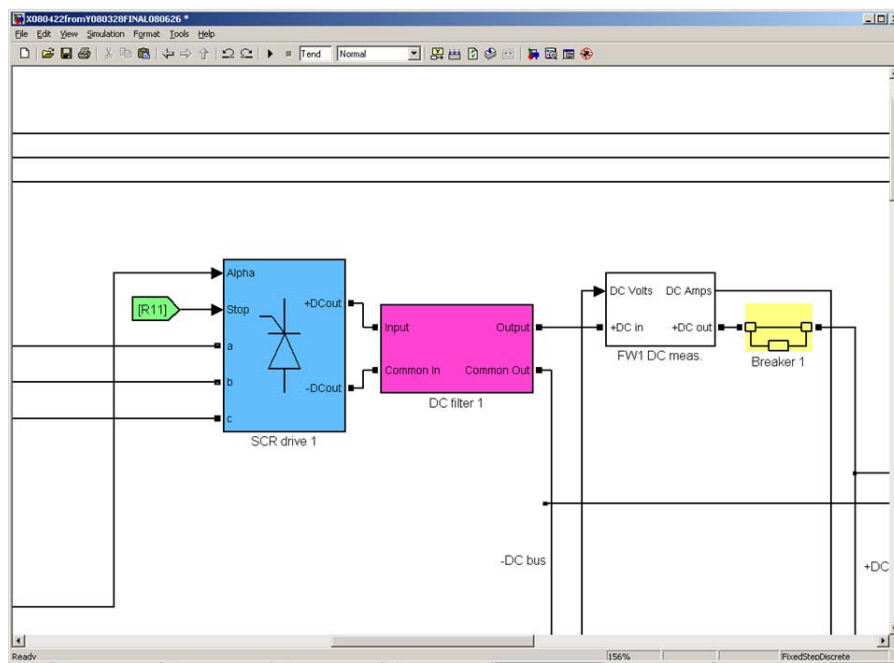 X080422fromY080328FINAL080626 *
File Edit View Simulation Format Tools Help
Tend Normal
Alpha
[R11]
Stop
+DCout
a
b
-DCout
c
SCR drive 1
Input
Output
Common In
Common Out
DC filter 1
DC Volts
DC Amps
+DC in
+DC out
FW1 DC meas.
Breaker 1
-DC bus
+DC
Ready
156%
FixedStepDiscrete